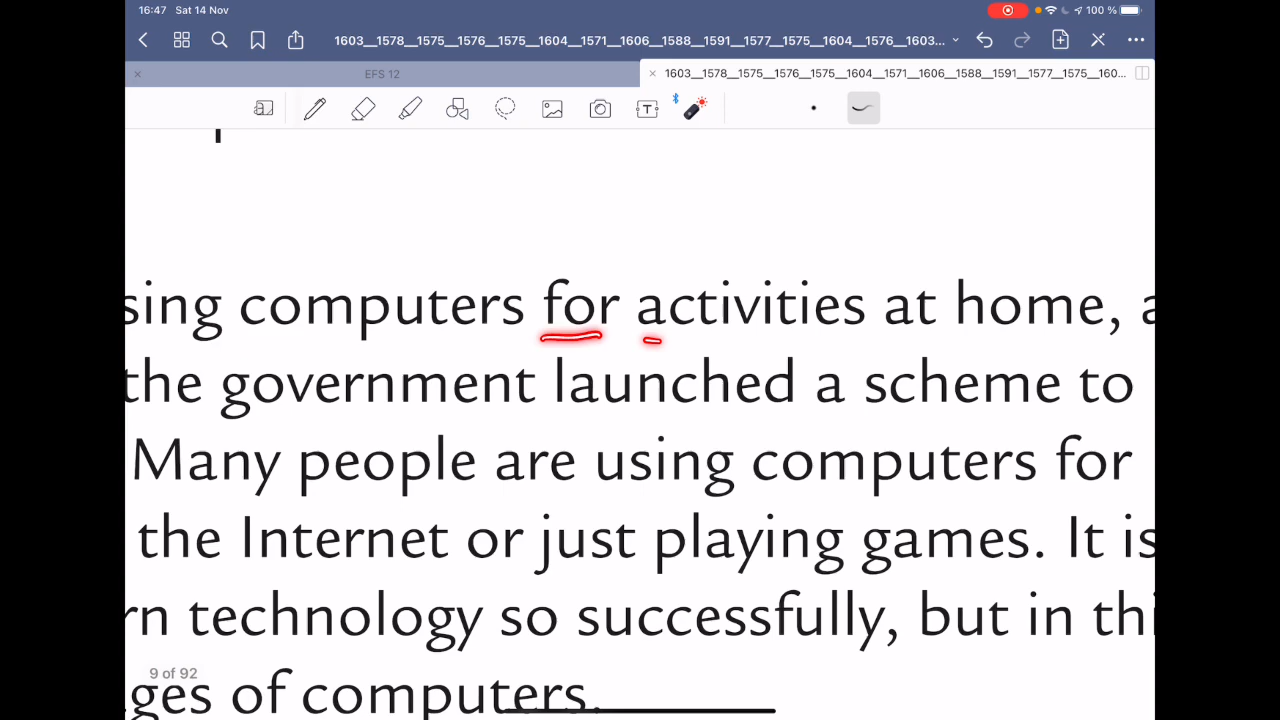 16:47 Sat 14 Nov 100 %
1603__1578__1575__1576__1575__1604__1571__1606__1588__1591__1577__1575__1604__1576__1603...
EFS 12
1603__1578__1575__1576__1575__1604__1571__1606__1588__1591__1577__1575__160...
sing computers for activities at home, a
the government launched a scheme to
Many people are using computers for
the Internet or just playing games. It is
rn technology so successfully, but in thi
9 of 92
ges of computers.